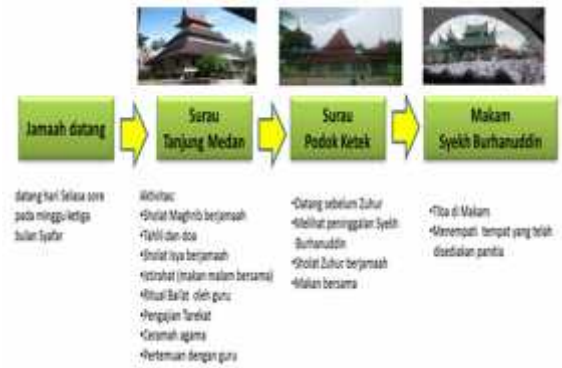 Jamaah datang
Surau
Tanjung Medan
Surau
Podok Ketek
Makam
Syekh Burhanuddin
datang hari Selasa sore
pada minggu ketiga
bulan Syafar
Aktivitas:
•Sholat Maghrib berjamaah
•Tahlil dan doa
•Sholat Isya berjamaah
•Istirahat (makan malam bersama)
•Ritual Bai'at oleh guru
•Pengajian Tarekat
•Ceramah agama
•Pertemuan dengan guru
•Datang sebelum Zuhur
•Melihat peninggalan Syekh
Burhanuddin
•Sholat Zuhur berjamaah
•Makan bersama
•Tiba di Makam
•Menempati tempat yang telah
disediakan panitia